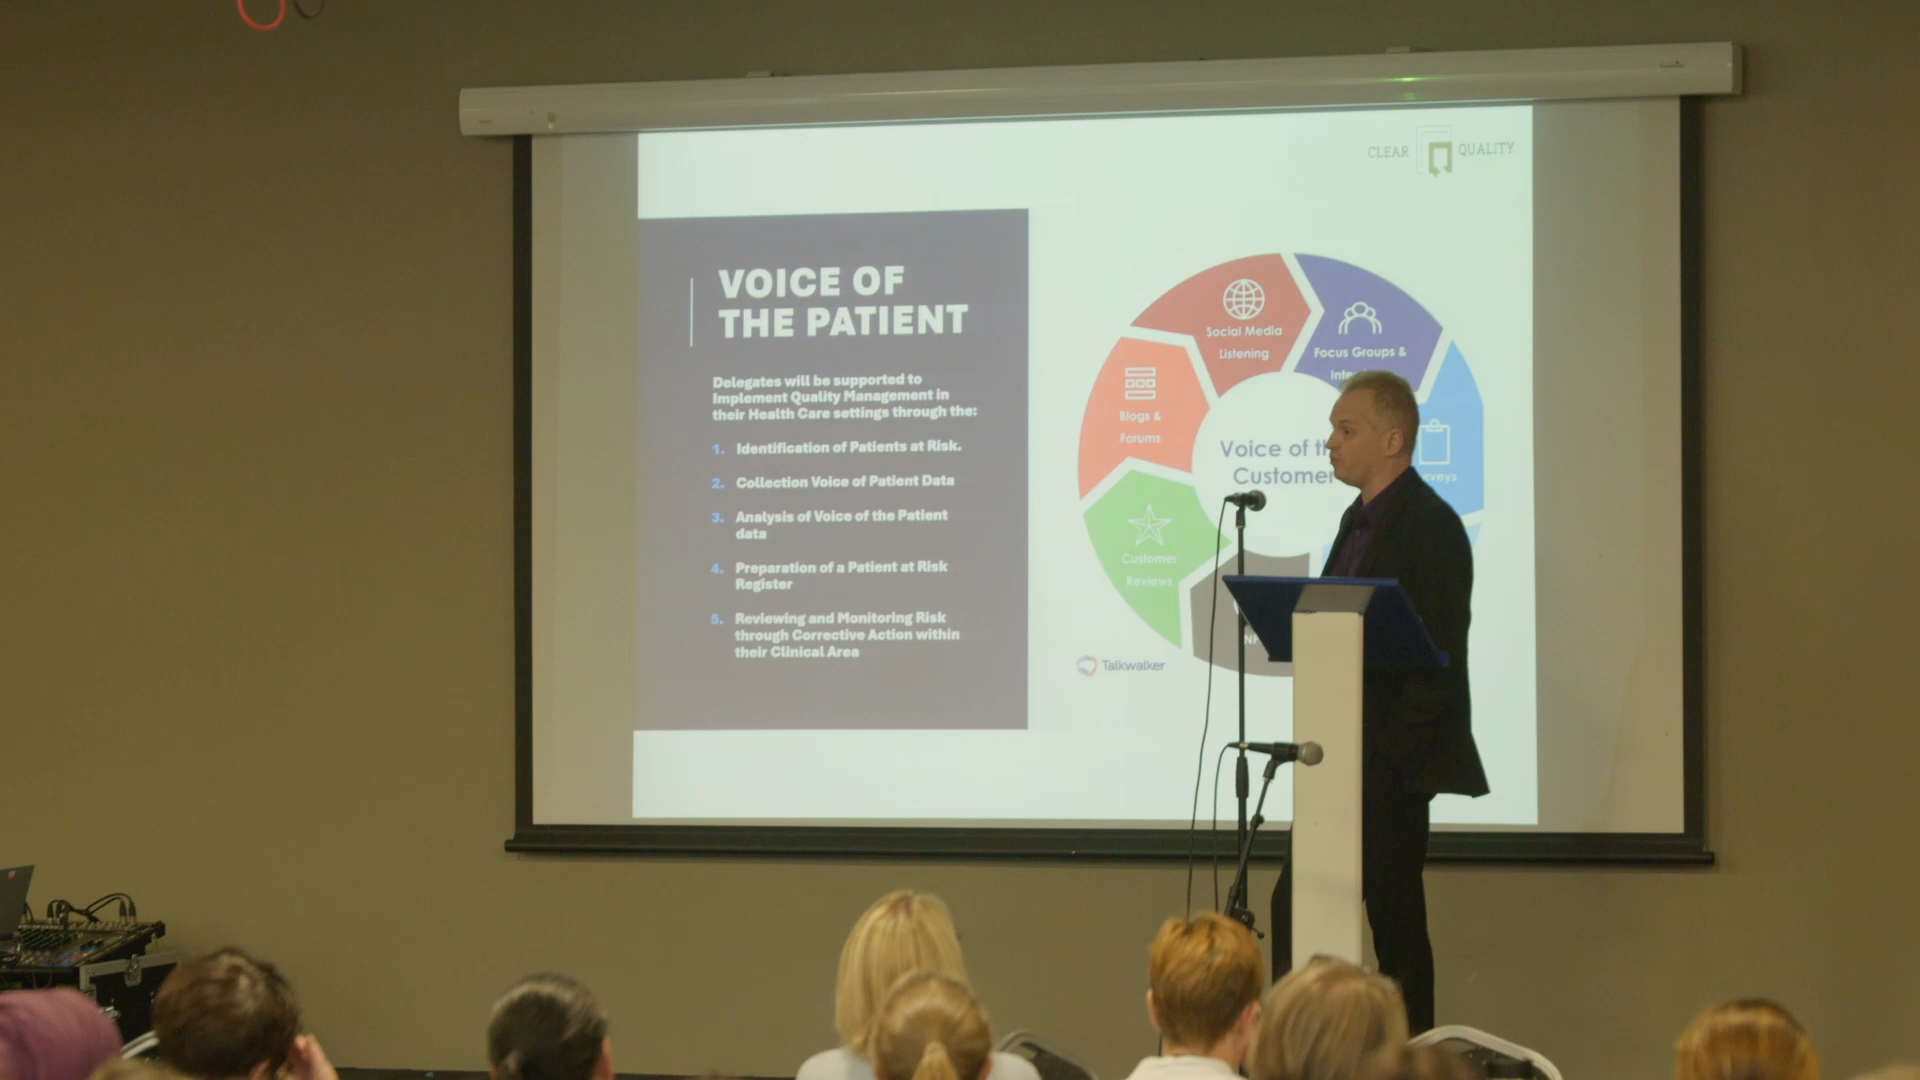 CLEAR QUALITY
VOICE OF
THE PATIENT
Delegates will be supported to
Implement Quality Management in
their Health Care settings through the:
1. Identification of Patients at Risk.
2. Collection Voice of Patient Data
3. Analysis of Voice of the Patient
data
4. Preparation of a Patient at Risk
Register
5. Reviewing and Monitoring Risk
through Corrective Action within
their Clinical Area
Social Media
Listening
Focus Groups &
Blogs &
Forums
Voice of
Customer
Customer
Reviews
Talkwalker